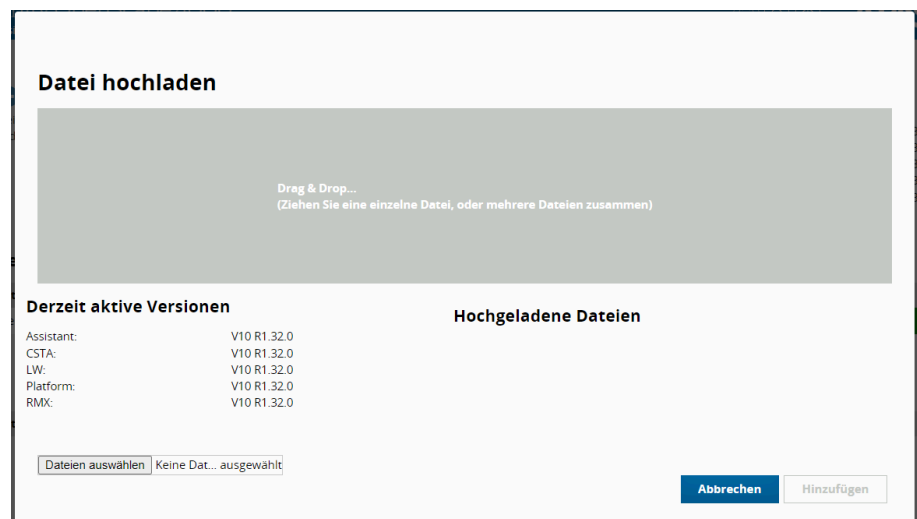 Datei hochladen
Drag & Drop...
(Ziehen Sie eine einzelne Datei, oder mehrere Dateien zusammen)
Derzeit aktive Versionen
Hochgeladene Dateien
Assistant: V10 R1.32.0
CSTA: V10 R1.32.0
LW: V10 R1.32.0
Platform: V10 R1.32.0
RMX: V10 R1.32.0
Dateien auswählen Keine Dat... ausgewählt
Abbrechen Hinzufügen